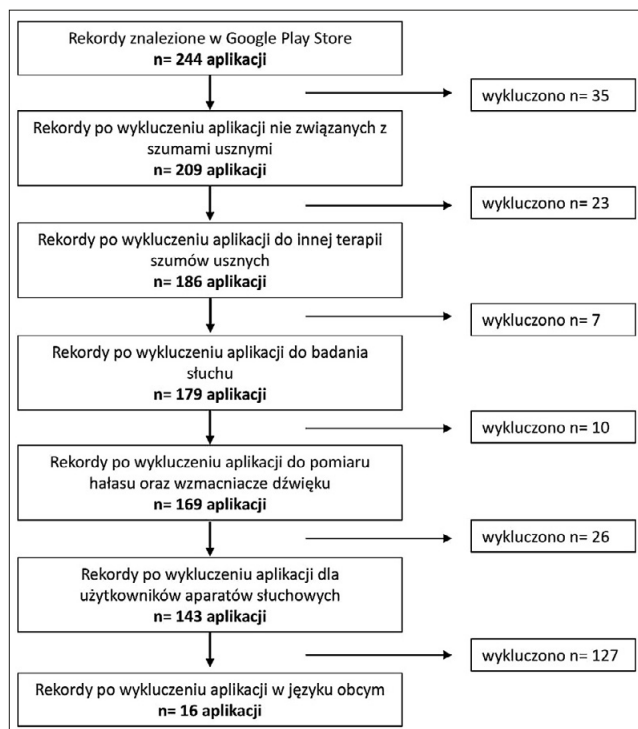 Rekordy znalezione w Google Play Store
n= 244 aplikacji
wykluczono n= 35
Rekordy po wykluczeniu aplikacji nie związanych z
szumami usznymi
n= 209 aplikacji
wykluczono n= 23
Rekordy po wykluczeniu aplikacji do innej terapii
szumów usznych
n= 186 aplikacji
wykluczono n= 7
Rekordy po wykluczeniu aplikacji do badania
słuchu
n= 179 aplikacji
wykluczono n= 10
Rekordy po wykluczeniu aplikacji do pomiaru
hałasu oraz wzmacniacze dźwięku
n= 169 aplikacji
wykluczono n= 26
Rekordy po wykluczeniu aplikacji dla
użytkowników aparatów słuchowych
n= 143 aplikacji
wykluczono n= 127
Rekordy po wykluczeniu aplikacji w języku obcym
n= 16 aplikacji